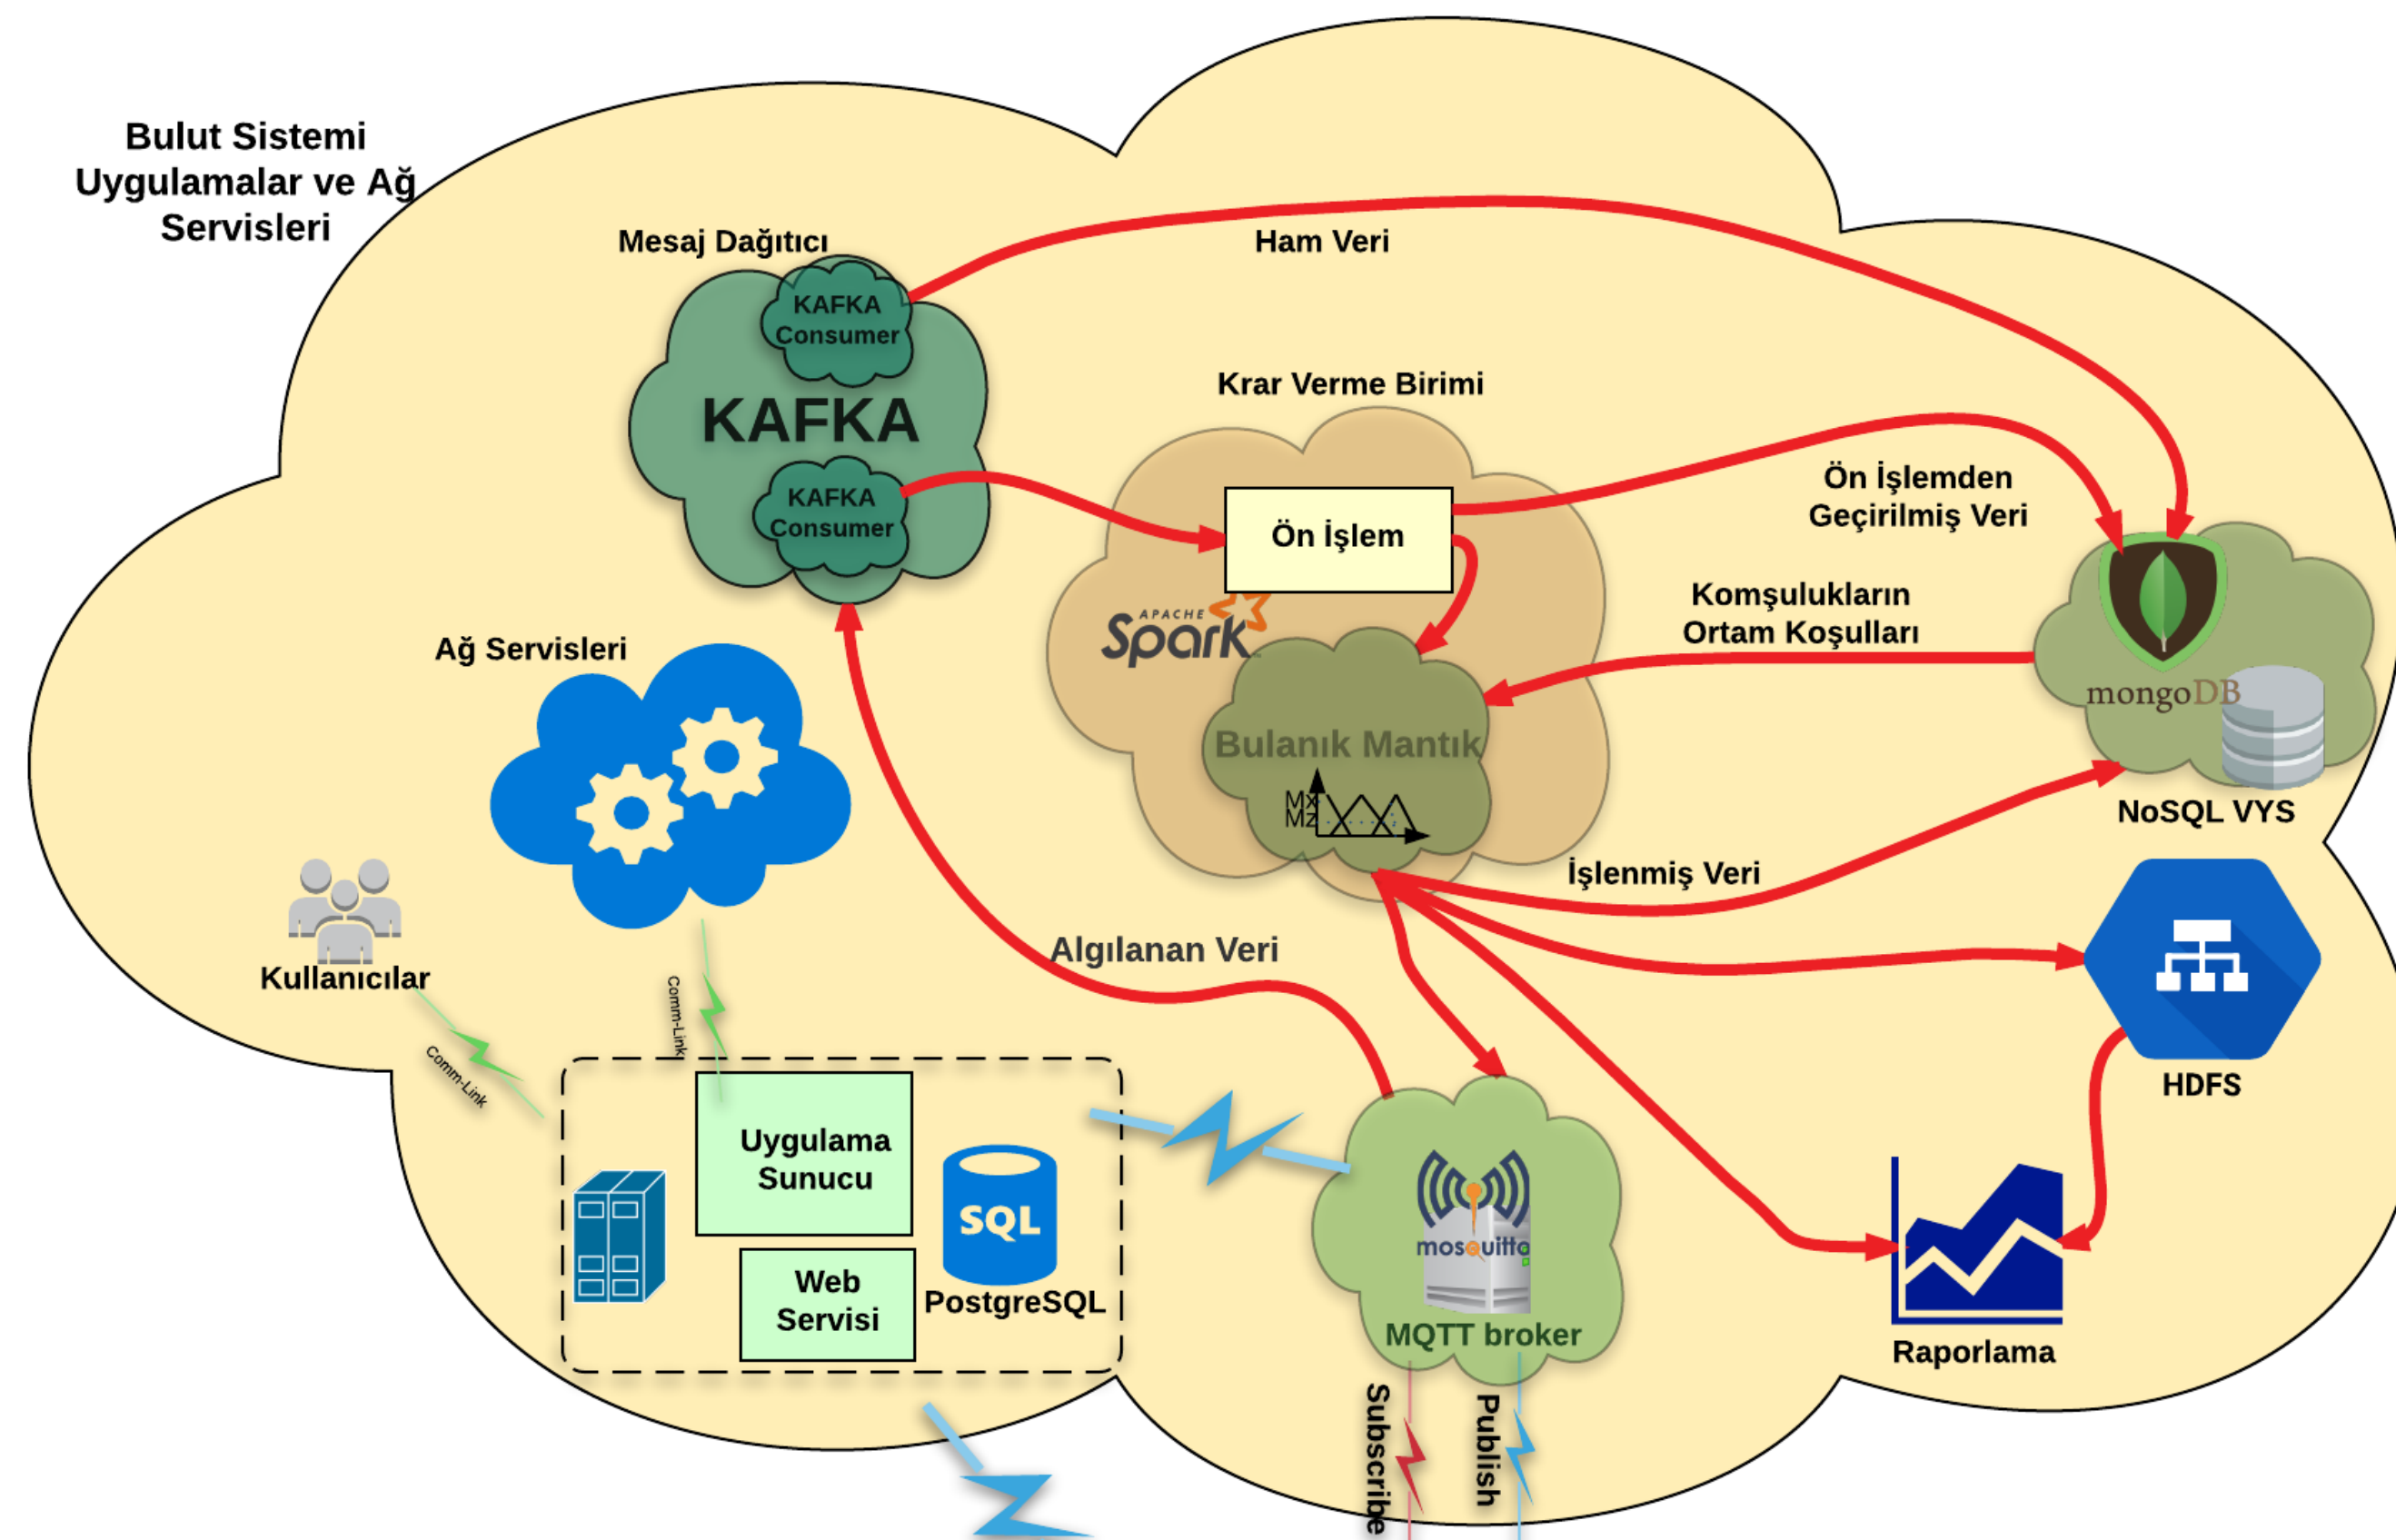 Bulut Sistemi
Uygulamalar ve Ağ
Servisleri
Mesaj Dağıtıcı
Ham Veri
KAFKA
Consumer
KAFKA
KAFKA
Consumer
Krar Verme Birimi
Ön İşlem
Ön İşlemden
Geçirilmiş Veri
APACHE
Spark
Komşulukların
Ortam Koşulları
mongoDB
NoSQL VYS
Ağ Servisleri
Bulanık Mantık
Mx
Mz
İşlenmiş Veri
Algılanan Veri
Kullanıcılar
Comm-Link
Comm-Link
HDFS
Uygulama
Sunucu
SQL
PostgreSQL
Web
Servisi
mosquitto
MQTT broker
Raporlama
Subscribe
Publish